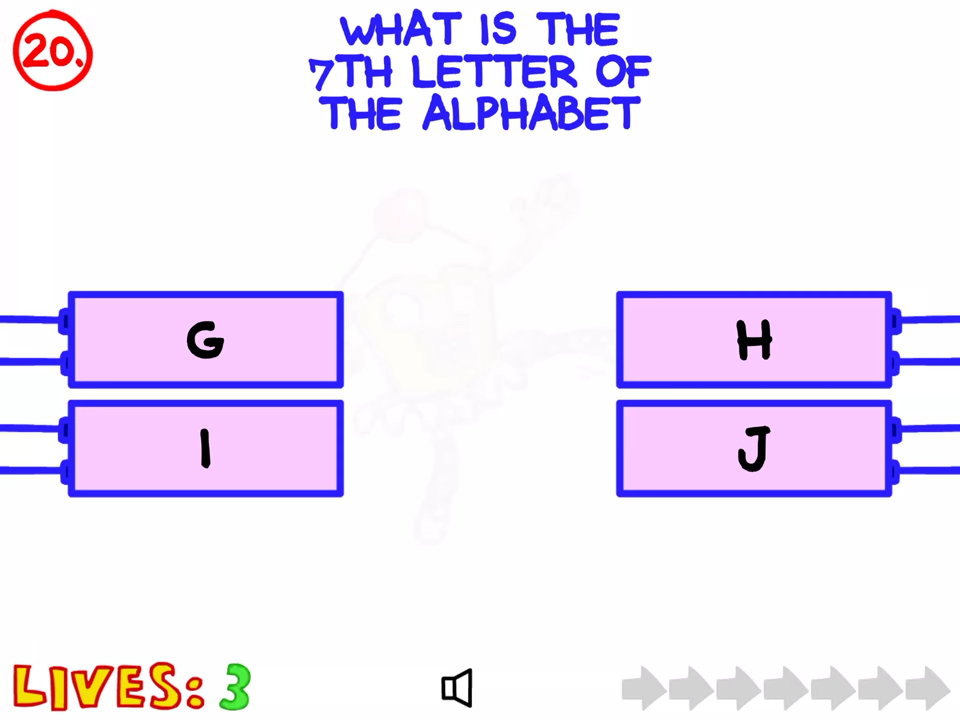 20.
WHAT IS THE
7TH LETTER OF
THE ALPHABET
G
H
I
J
LIVES: 3